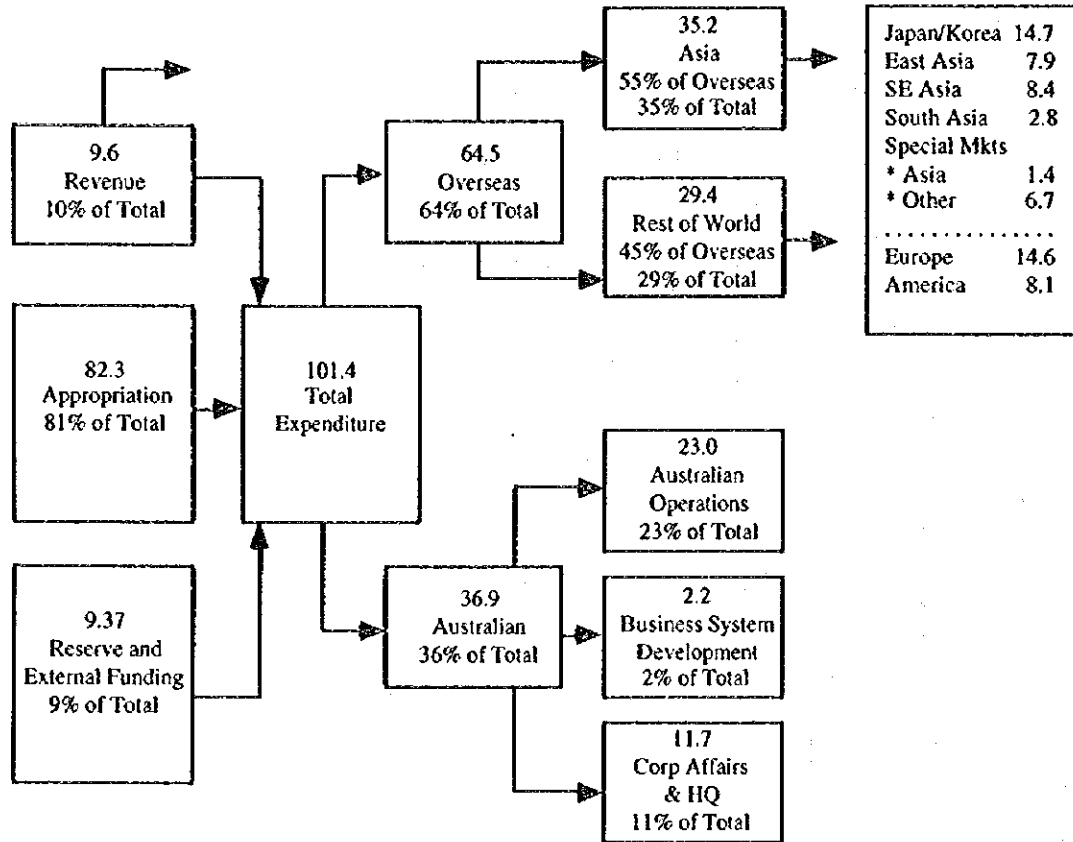 9.6
Revenue
10% of Total
82.3
Appropriation
81% of Total
9.37
Reserve and
External Funding
9% of Total
101.4
Total
Expenditure
64.5
Overseas
64% of Total
36.9
Australian
36% of Total
35.2
Asia
55% of Overseas
35% of Total
29.4
Rest of World
45% of Overseas
29% of Total
23.0
Australian
Operations
23% of Total
2.2
Business System
Development
2% of Total
11.7
Corp Affairs
& HQ
11% of Total
Japan/Korea 14.7
East Asia 7.9
SE Asia 8.4
South Asia 2.8
Special Mkts
* Asia 1.4
* Other 6.7
. . . . . . . . . . . . . . .
Europe 14.6
America 8.1